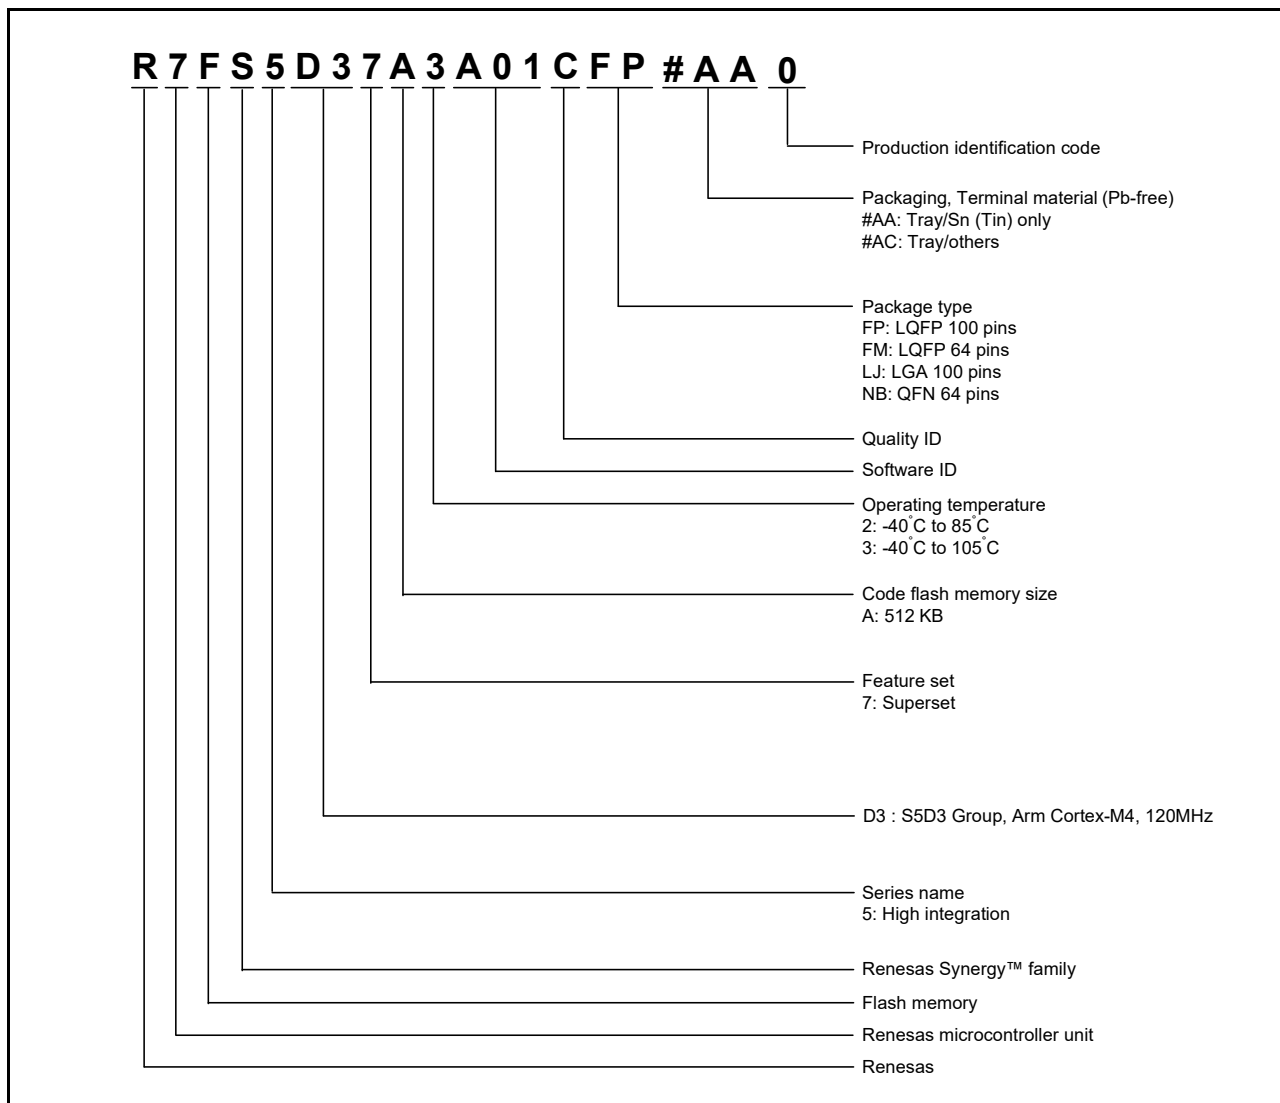 R7FS5D37A3A01CFP #AA 0
Production identification code
Packaging, Terminal material (Pb-free)
#AA: Tray/Sn (Tin) only
#AC: Tray/others
Package type
FP: LQFP 100 pins
FM: LQFP 64 pins
LJ: LGA 100 pins
NB: QFN 64 pins
Quality ID
Software ID
Operating temperature
2: -40°C to 85°C
3: -40°C to 105°C
Code flash memory size
A: 512 KB
Feature set
7: Superset
D3 : S5D3 Group, Arm Cortex-M4, 120MHz
Series name
5: High integration
Renesas Synergy™ family
Flash memory
Renesas microcontroller unit
Renesas